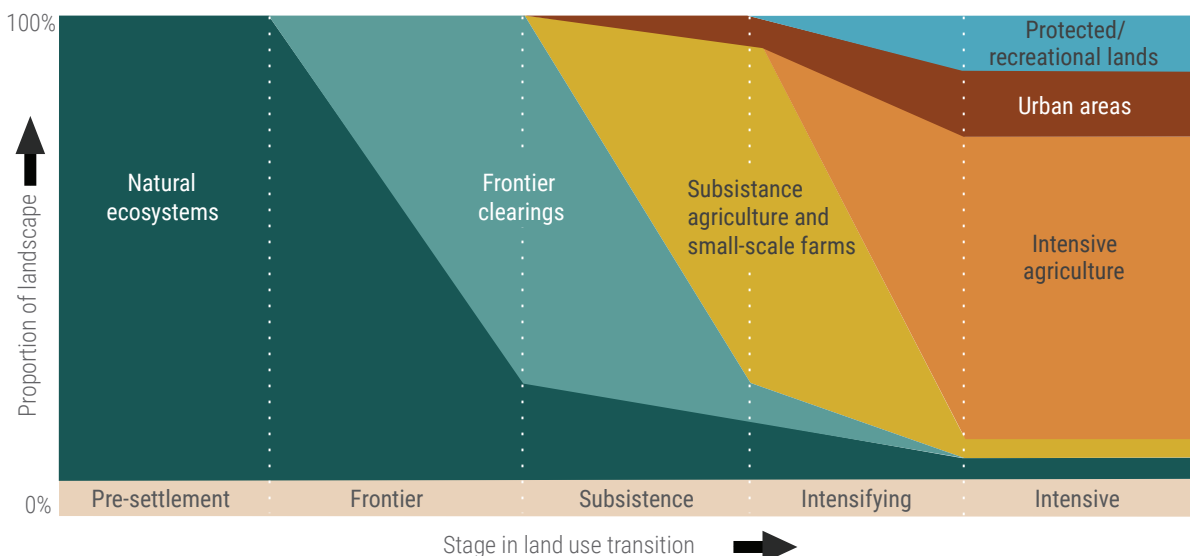 100%
Proportion of landscape
0%
Natural
ecosystems
Frontier
clearings
Subsistance
agriculture and
small-scale farms
Protected/
recreational lands
Urban areas
Intensive
agriculture
Pre-settlement
Frontier
Subsistence
Intensifying
Intensive
Stage in land use transition